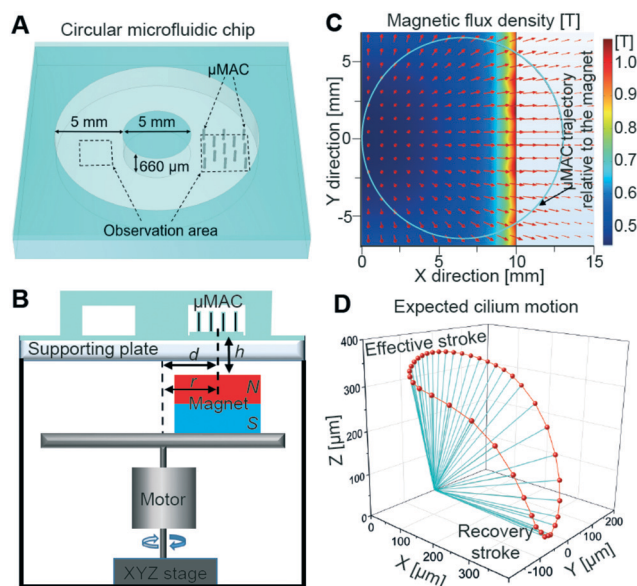 A
Circular microfluidic chip
µMAC
5 mm
5 mm
660 µm
Observation area
B
µMAC
Supporting plate
d
h
r
N
Magnet
S
Motor
XYZ stage
C
Magnetic flux density [T]
[T]
Y direction [mm]
5
0
-5
0
5
10
15
X direction [mm]
µMAC trajectory
relative to the magnet
1.0
0.9
0.8
0.7
0.6
0.5
D
Expected cilium motion
Effective stroke
Recovery
stroke
Z [µm]
400
300
200
100
0
0
100
200
300
X [µm]
-100
0
100
200
Y [µm]